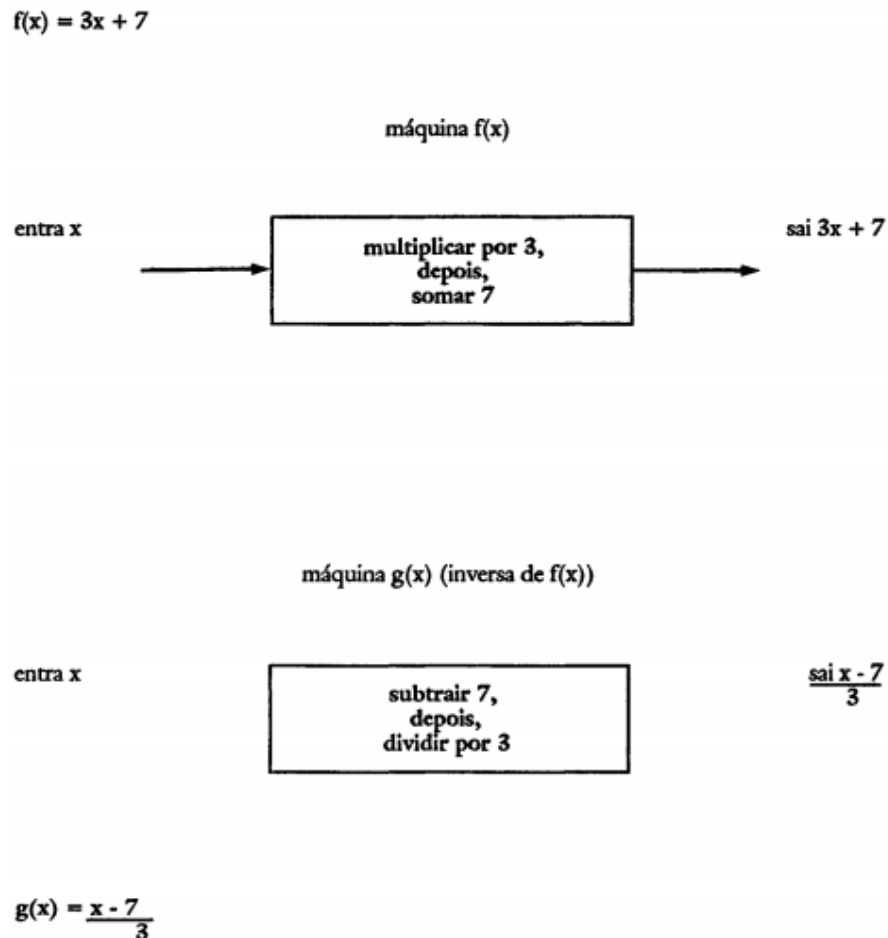 f(x) = 3x + 7
máquina f(x)
entra x
multiplicar por 3,
depois,
somar 7
sai 3x + 7
máquina g(x) (inversa de f(x))
entra x
subtrair 7,
depois,
dividir por 3
sai x - 7
3
g(x) = x - 7
3